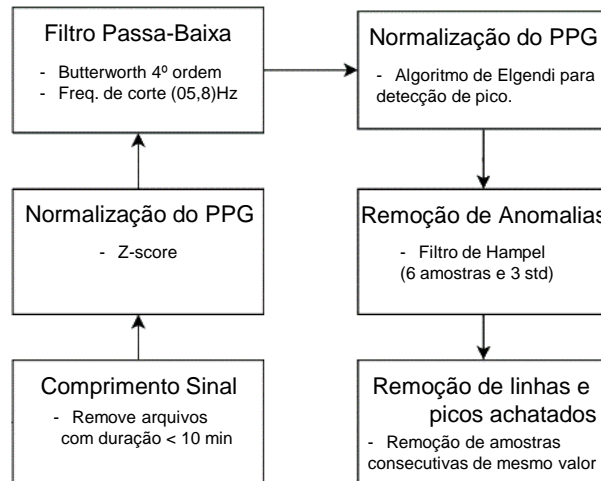 Filtro Passa-Baixa
- Butterworth 4º ordem
- Freq. de corte (05,8)Hz
Normalização do PPG
- Algoritmo de Elgendi para
detecção de pico.
Normalização do PPG
- Z-score
Remoção de Anomalias
- Filtro de Hampel
(6 amostras e 3 std)
Comprimento Sinal
- Remove arquivos
com duração < 10 min
Remoção de linhas e
picos achatados
- Remoção de amostras
consecutivas de mesmo valor